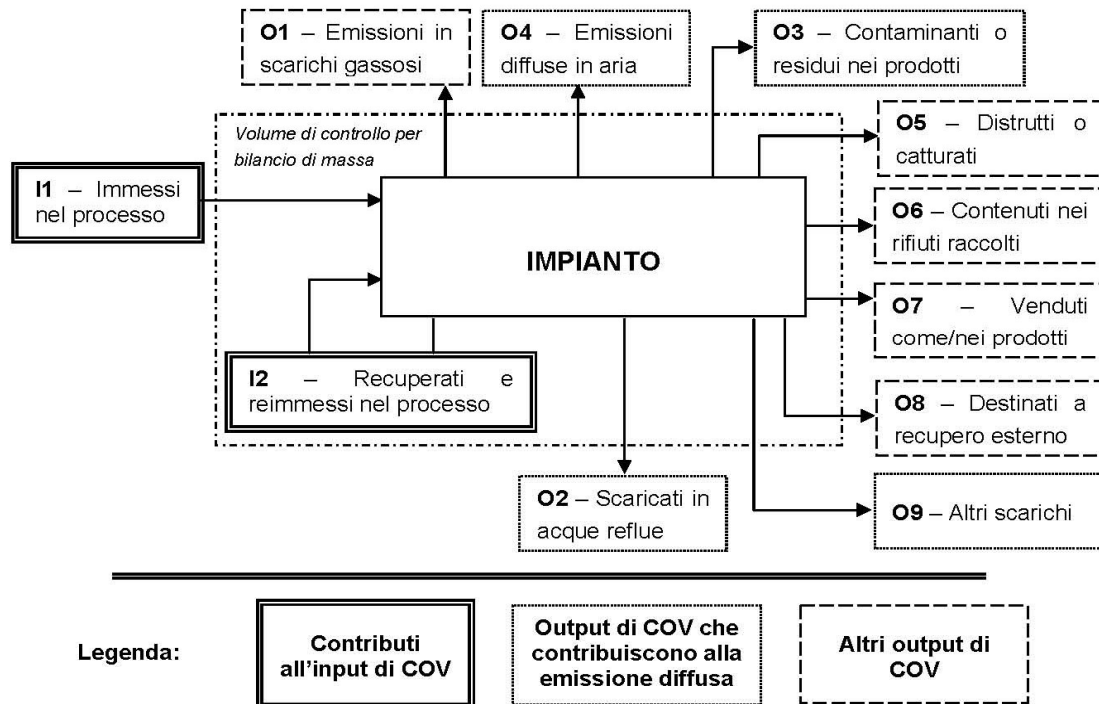 O1 – Emissioni in
scarichi gassosi
O4 – Emissioni
diffuse in aria
O3 – Contaminanti o
residui nei prodotti
Volume di controllo per
bilancio di massa
O5 – Distrutti o
catturati
I1 – Immessi
nel processo
O6 – Contenuti nei
rifiuti raccolti
IMPIANTO
O7 – Venduti
come/nei prodotti
I2 – Recuperati e
reimmessi nel processo
O8 – Destinati a
recupero esterno
O2 – Scaricati in
acque reflue
O9 – Altri scarichi
Legenda:
Contributi
all'input di COV
Output di COV che
contribuiscono alla
emissione diffusa
Altri output di
COV